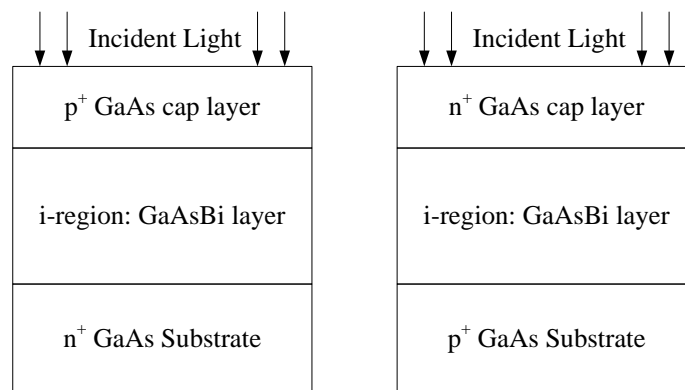 Incident Light
p⁺ GaAs cap layer
i-region: GaAsBi layer
n⁺ GaAs Substrate
Incident Light
n⁺ GaAs cap layer
i-region: GaAsBi layer
p⁺ GaAs Substrate